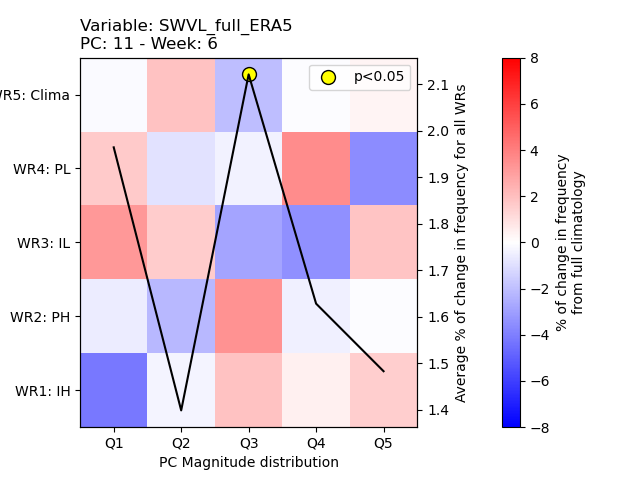 Variable: SWVL_full_ERA5
PC: 11 - Week: 6
p<0.05
WR5: Clima
WR4: PL
WR3: IL
WR2: PH
WR1: IH
Q1 Q2 Q3 Q4 Q5
PC Magnitude distribution
2.1
2.0
1.9
1.8
1.7
1.6
1.5
1.4
Average % of change in frequency for all WRs
8
6
4
2
0
−2
−4
−6
−8
% of change in frequency
from full climatology